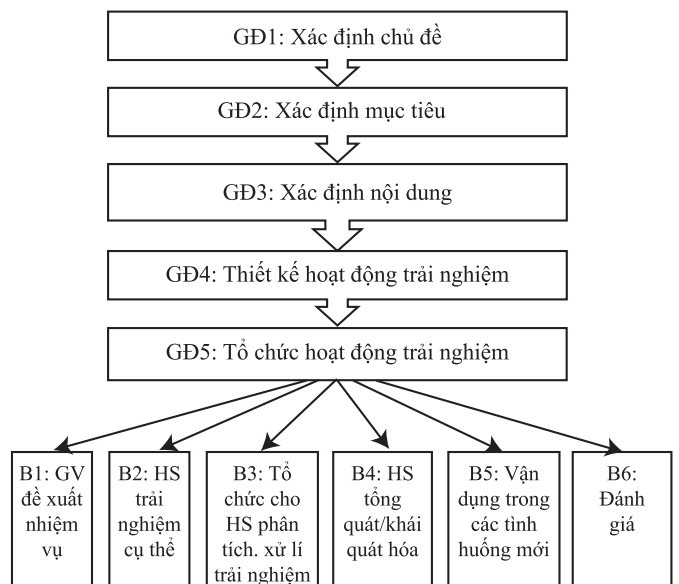 GĐ1: Xác định chủ đề
GĐ2: Xác định mục tiêu
GĐ3: Xác định nội dung
GĐ4: Thiết kế hoạt động trải nghiệm
GĐ5: Tổ chức hoạt động trải nghiệm
B1: GV
đề xuất
nhiệm
vụ
B2: HS
trải
nghiệm
cụ thể
B3: Tổ
chức cho
HS phân
tích. xử lí
trải nghiệm
B4: HS
tổng
quát/khái
quát hóa
B5: Vận
dụng trong
các tình
huống mới
B6:
Đánh
giá